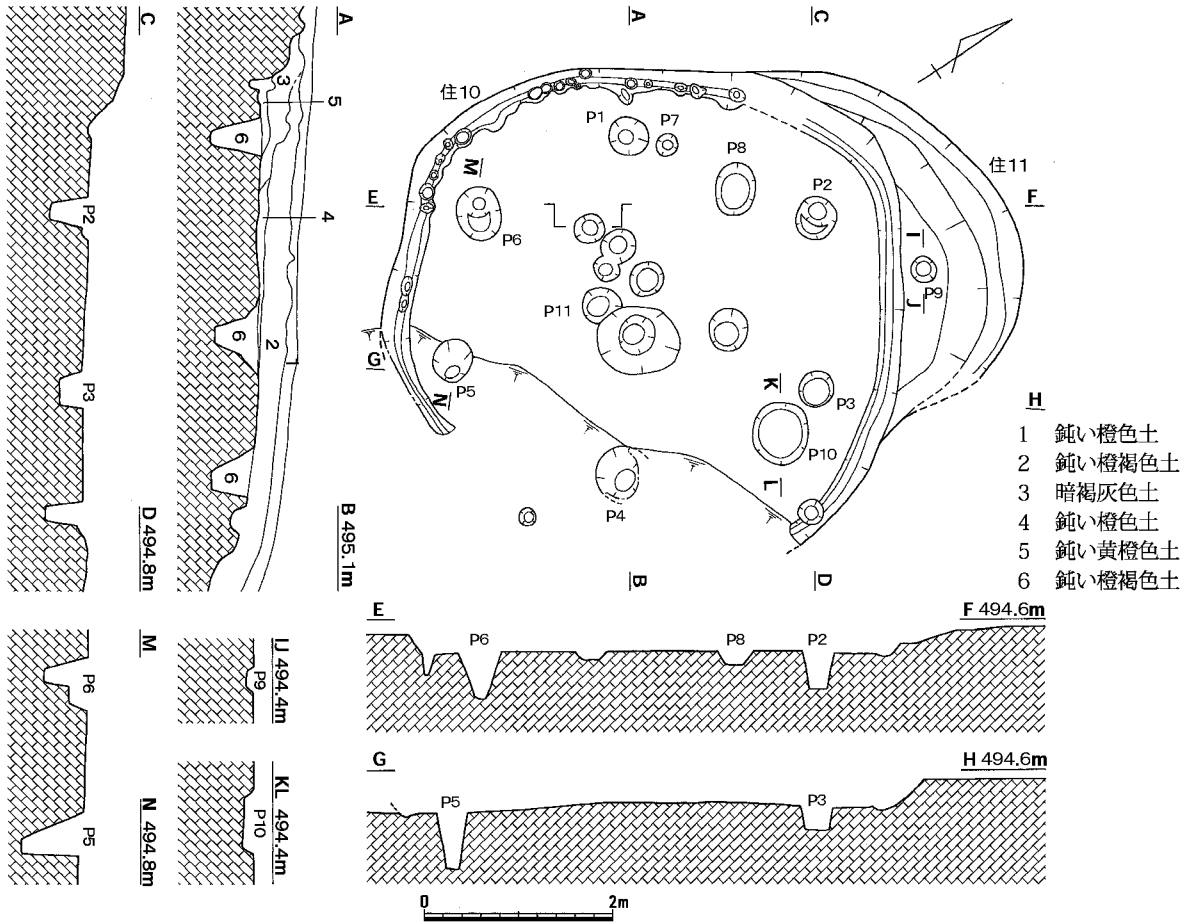 C
A
A
C
住10
住11
P1
P7
P8
P2
M
P6
E
F
I
P9
J
P11
G
P5
N
K
P3
P10
L
P4
H
B
D
1 鈍い橙色土
2 鈍い橙褐色土
3 暗褐灰色土
4 鈍い橙色土
5 鈍い黄橙色土
6 鈍い橙褐色土
P2
P3
D 494.8m
3
5
6
4
6
2
1
6
B 495.1m
E
F 494.6m
P6
P8
P2
G
H 494.6m
P5
P3
M
P6
P5
N 494.8m
IJ 494.4m
P9
KL 494.4m
P10
0
2m